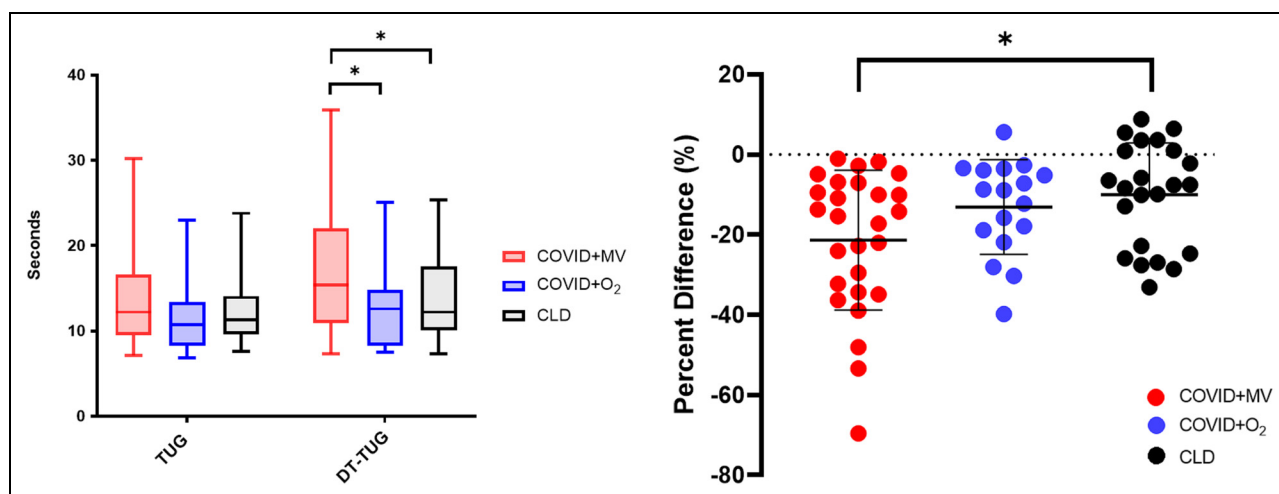 *
*
40
30
20
10
0
Seconds
TUG
DT-TUG
COVID+MV
COVID+O₂
CLD
*
20
0
-20
-40
-60
-80
Percent Difference (%)
COVID+MV
COVID+O₂
CLD